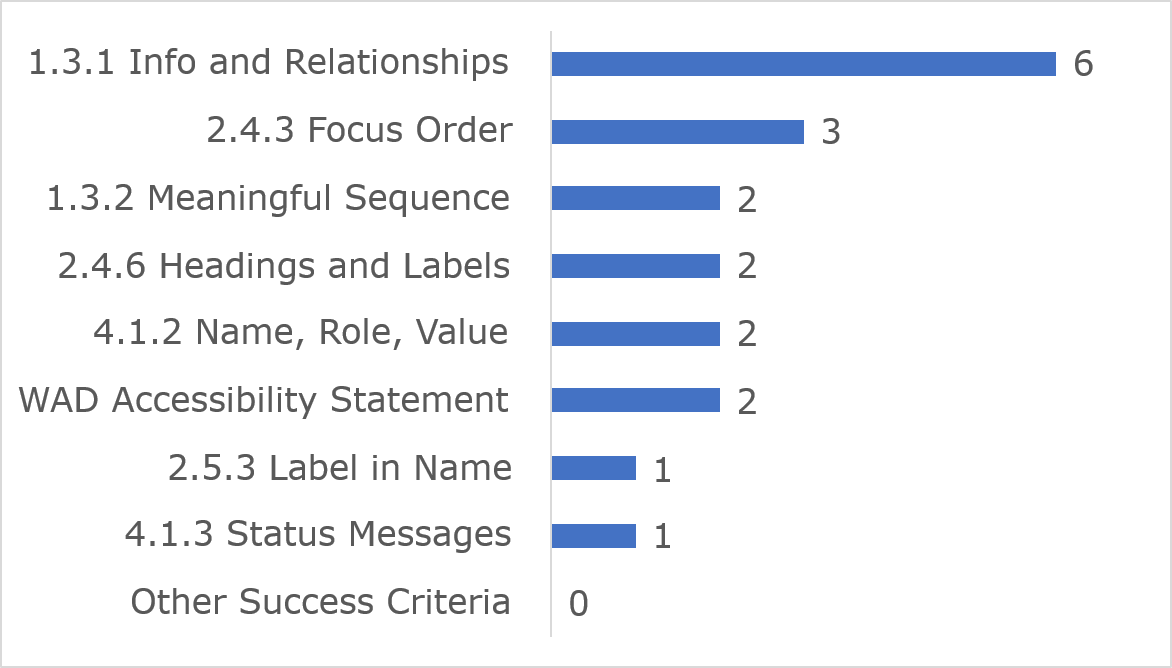 1.3.1 Info and Relationships 6
2.4.3 Focus Order 3
1.3.2 Meaningful Sequence 2
2.4.6 Headings and Labels 2
4.1.2 Name, Role, Value 2
WAD Accessibility Statement 2
2.5.3 Label in Name 1
4.1.3 Status Messages 1
Other Success Criteria 0